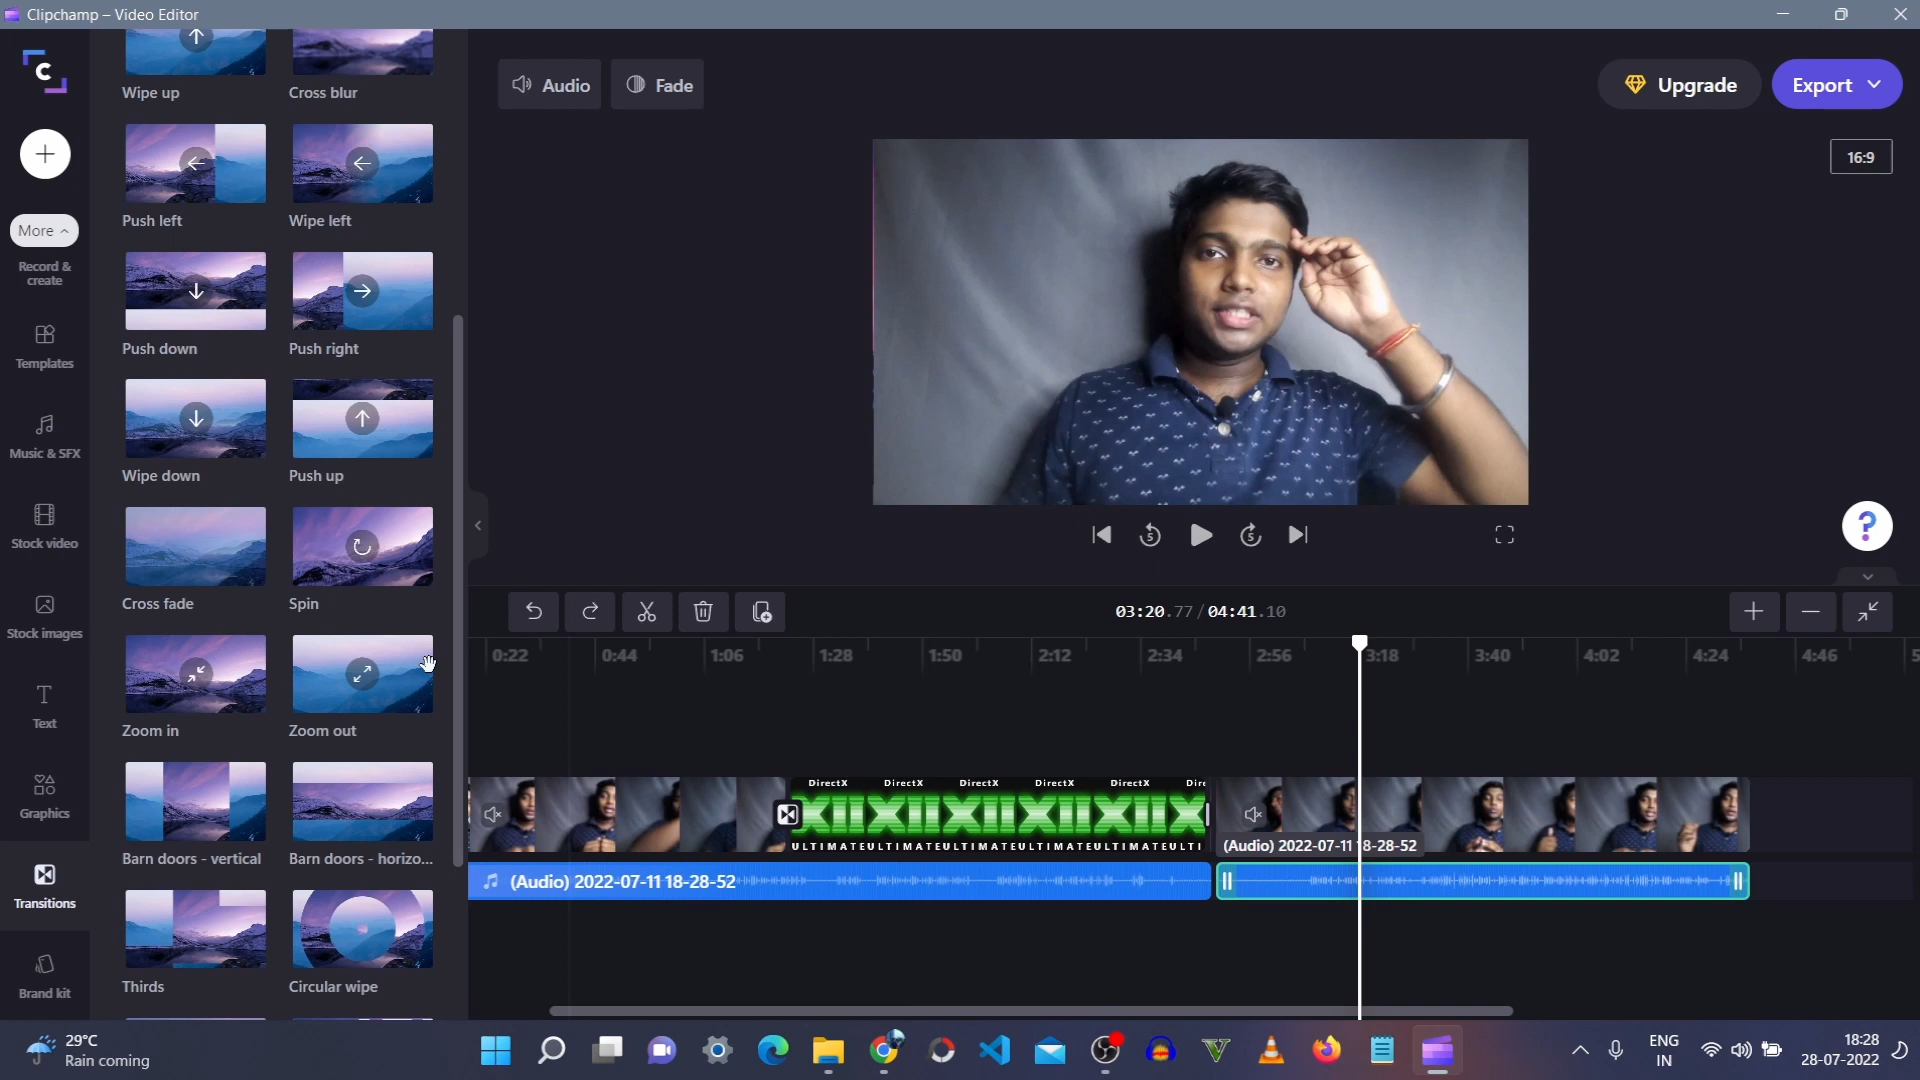 Clipchamp – Video Editor
Wipe up
Cross blur
Audio
Fade
Upgrade
Export
C
Push left
Wipe left
16:9
More
Record &
create
Push down
Push right
Templates
Wipe down
Push up
Music & SFX
Cross fade
Spin
Stock video
5
5
?
Zoom in
Zoom out
Stock images
03:20.77 / 04:41.10
0:22
0:44
1:06
1:28
1:50
2:12
2:34
2:56
3:18
3:40
4:02
4:24
4:46
5
Text
Barn doors - vertical
Barn doors - horizo...
Graphics
DirectX DirectX DirectX DirectX DirectX Dire
XIIXIIXIIXIIXIIXI
ULTIMATEULTIMATEULTIMATEULTIMATEULTIMATEULTI
(Audio) 2022-07-11 18-28-52
(Audio) 2022-07-11 18-28-52
Transitions
Thirds
Circular wipe
Brand kit
29°C
Rain coming
ENG
IN
18:28
28-07-2022